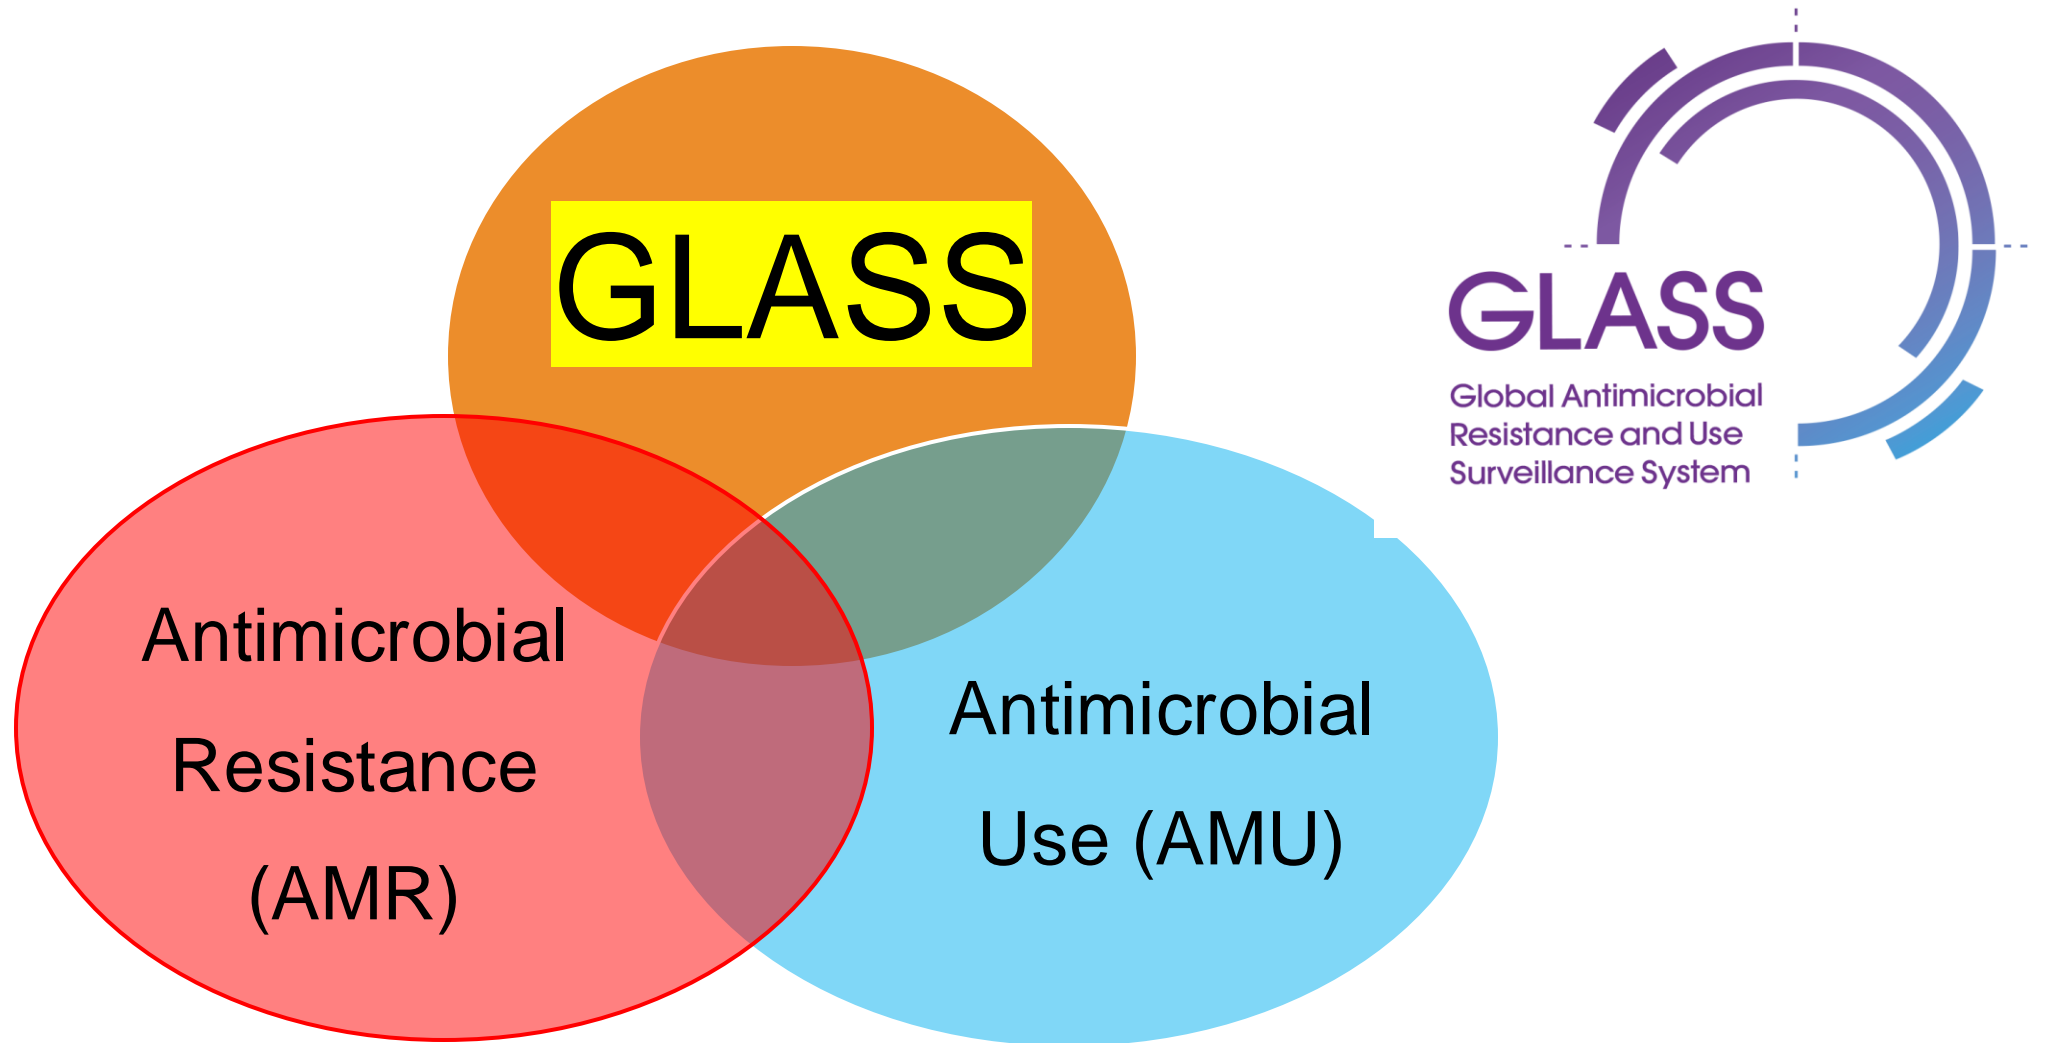 GLASS
Antimicrobial
Resistance
(AMR)
Antimicrobial
Use (AMU)
GLASS
Global Antimicrobial
Resistance and Use
Surveillance System